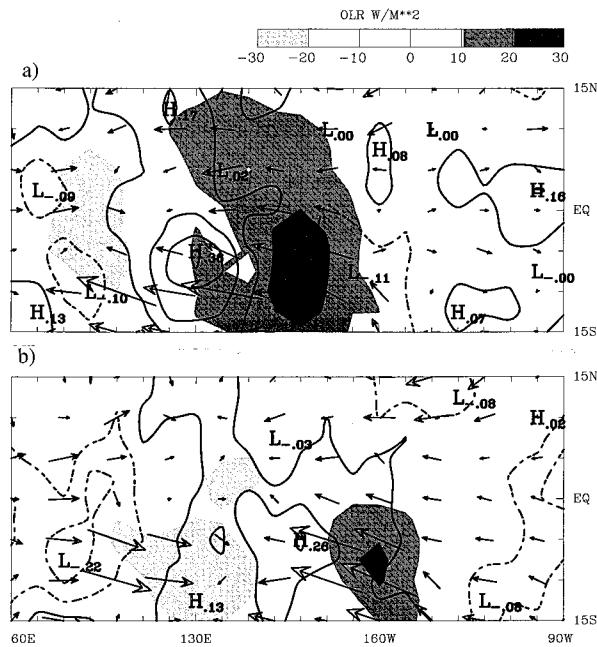 OLR W/M**2
-30 -20 -10 0 10 20 30
a)
15N
H.17
L.00
L.00
H.08
L.02
L-.09
H.16
EQ
L-.11
L-.00
L-.10
H.13
H.07
15S
b)
15N
L-.08
H.02
L-.03
EQ
H.26
L-.22
H.13
L-.08
15S
60E 130E 160W 90W